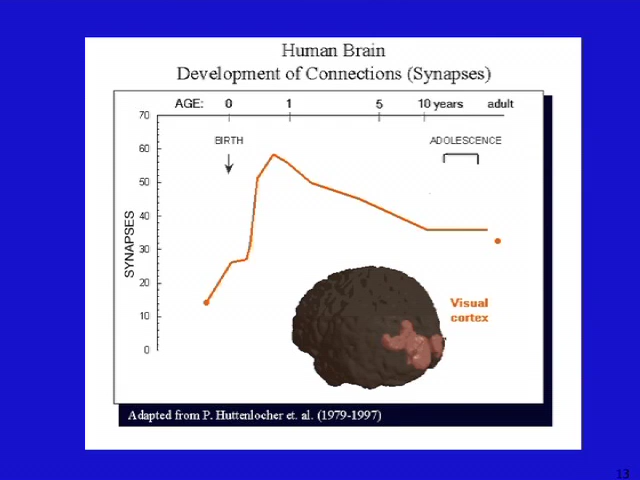 Human Brain
Development of Connections (Synapses)
AGE: 0 1 5 10 years adult
70
BIRTH
ADOLESCENCE
60
50
40
30
20
10
0
SYNAPSES
Visual
cortex
Adapted from P. Huttenlocher et. al. (1979-1997)
13